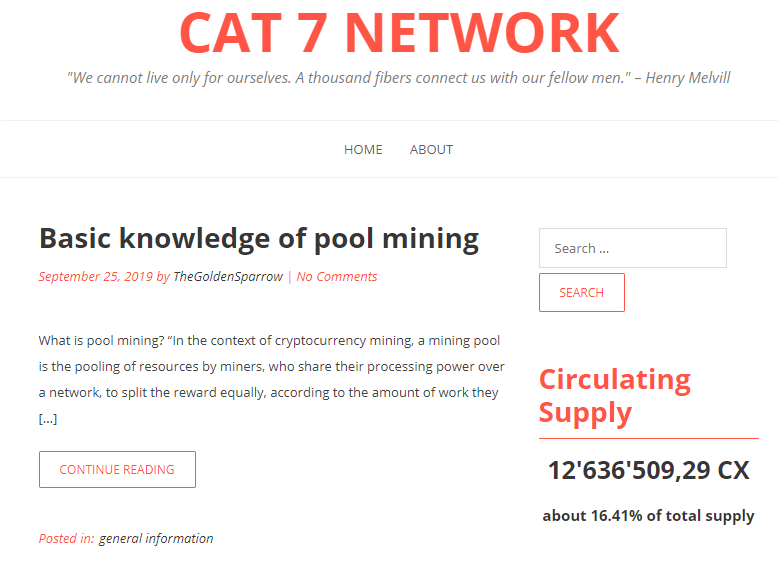 CAT 7 NETWORK
"We cannot live only for ourselves. A thousand fibers connect us with our fellow men." – Henry Melvill
HOME ABOUT
Basic knowledge of pool mining
September 25, 2019 by TheGoldenSparrow | No Comments
What is pool mining? “In the context of cryptocurrency mining, a mining pool
is the pooling of resources by miners, who share their processing power over
a network, to split the reward equally, according to the amount of work they
[…]
CONTINUE READING
Posted in: general information
Search …
SEARCH
Circulating
Supply
12'636'509,29 CX
about 16.41% of total supply